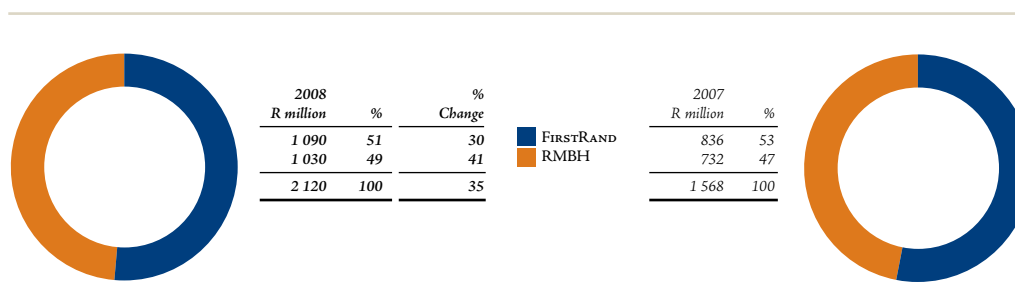 2008 %
R million % Change
1 090 51 30
1 030 49 41
2 120 100 35
FirstRand
RMBH
2007
R million %
836 53
732 47
1 568 100